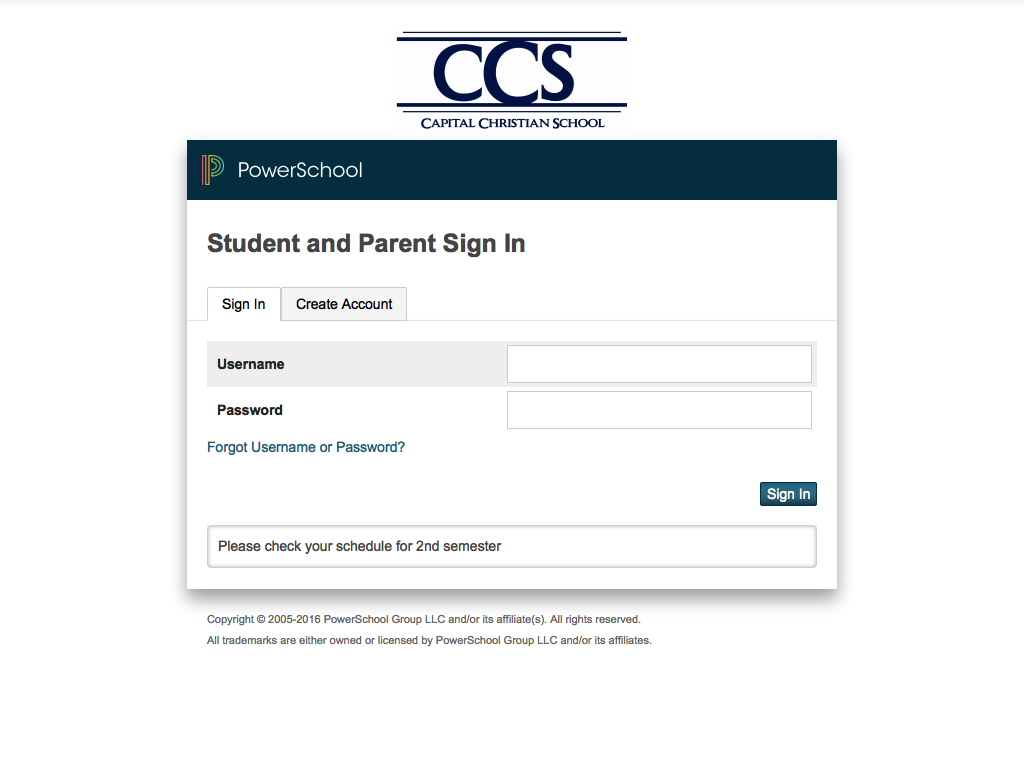 CCS
CAPITAL CHRISTIAN SCHOOL
PowerSchool
Student and Parent Sign In
Sign In
Create Account
Username
Password
Forgot Username or Password?
Sign In
Please check your schedule for 2nd semester
Copyright © 2005-2016 PowerSchool Group LLC and/or its affiliate(s). All rights reserved.
All trademarks are either owned or licensed by PowerSchool Group LLC and/or its affiliates.